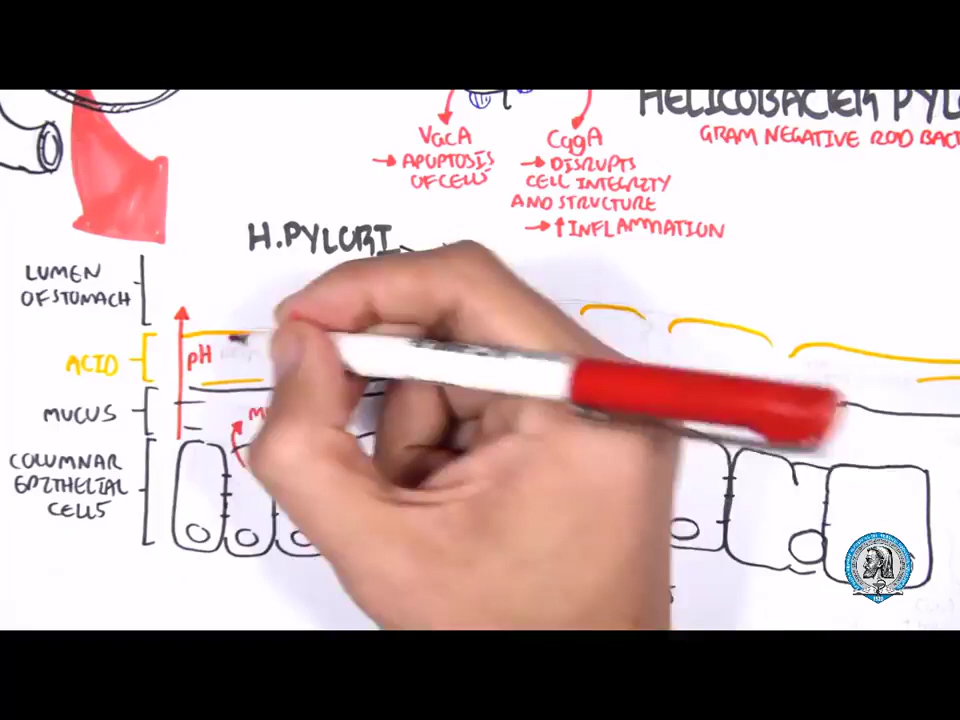 HELICOBACTER PYL
GRAM NEGATIVE ROD BAC
VacA
→ APOPTOSIS
OF CELLS
CagA
→ DISRUPTS
CELL INTEGRITY
AND STRUCTURE
→ ↑ INFLAMMATION
H.PYLORI
LUMEN
OF STOMACH
ACID
pH
MUCUS
COLUMNAR
EPITHELIAL
CELLS